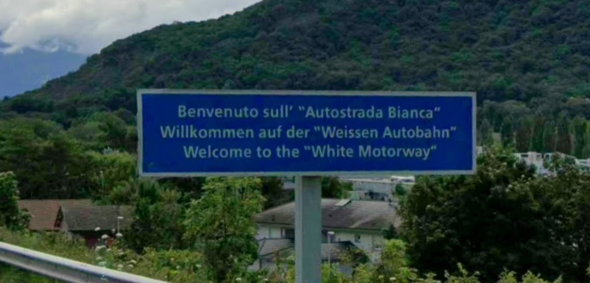 Benvenuto sull' "Autostrada Bianca"
Willkommen auf der "Weissen Autobahn"
Welcome to the "White Motorway"